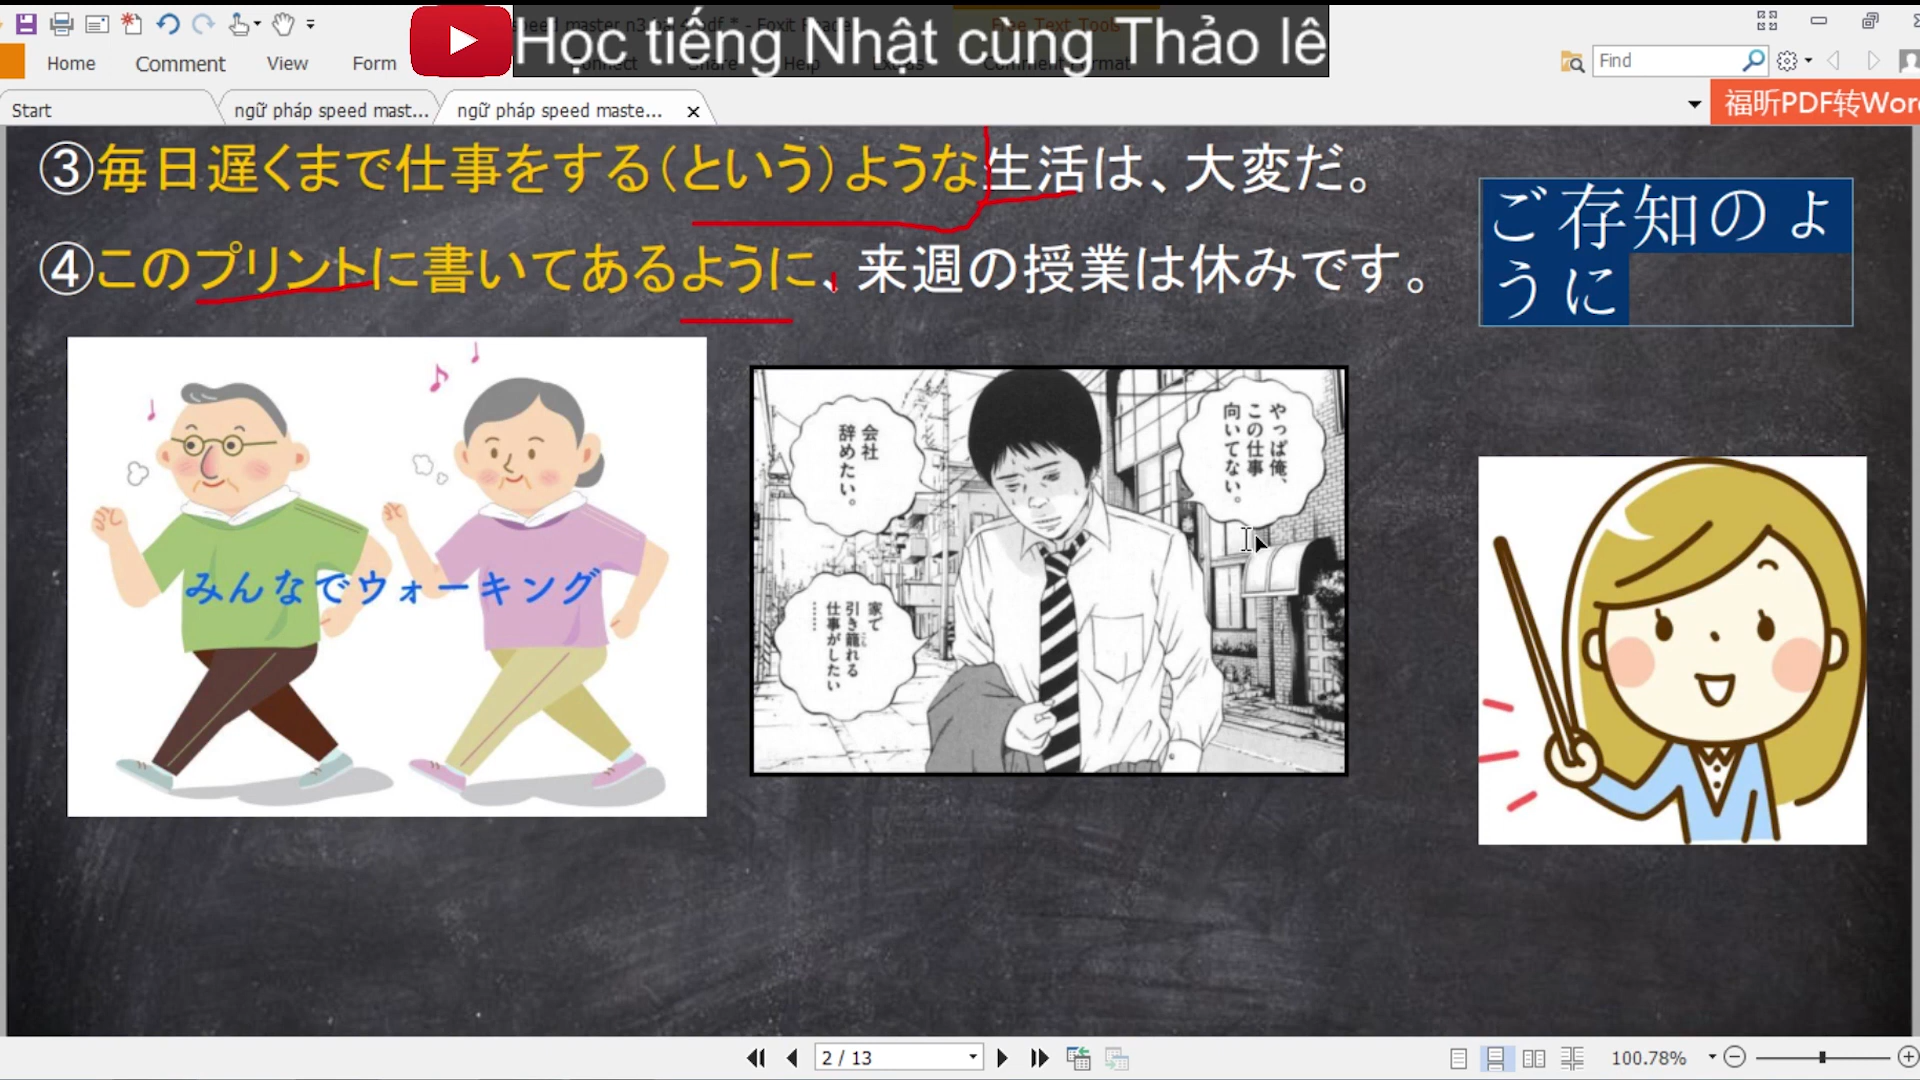 Học tiếng Nhật cùng Thảo lê
Home Comment View Form
Find
Start
ngữ pháp speed mast...
ngữ pháp speed maste...
福昕PDF转Wor
③毎日遅くまで仕事をする(という)ような生活は、大変だ。
④このプリントに書いてあるように、来週の授業は休みです。
ご存知のよ
うに
みんなでウォーキング
やっぱ俺、
この仕事
向いてない。
会社
辞めたい。
家で
引き籠れる
仕事がしたい
……
2 / 13
100.78%